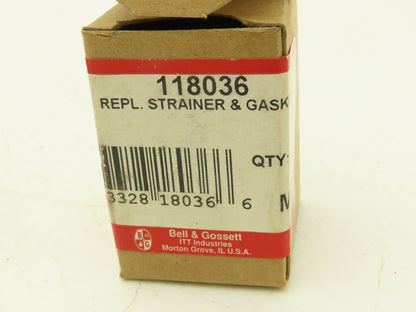 118036
REPL. STRAINER & GASK
QTY
3328 18036 6
M
B G
Bell & Gossett
ITT Industries
Morton Grove, IL U.S.A.